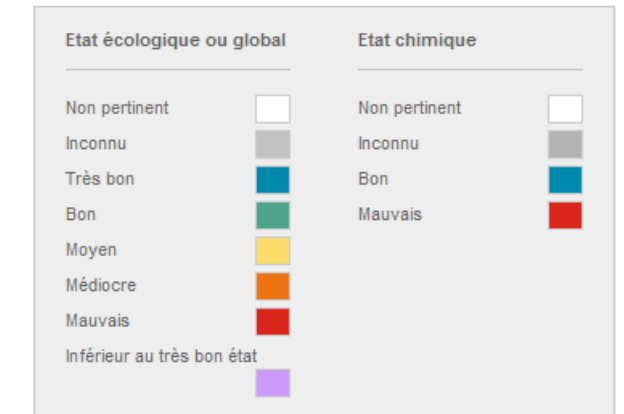 Etat écologique ou global
Non pertinent
Inconnu
Très bon
Bon
Moyen
Médiocre
Mauvais
Inférieur au très bon état
Etat chimique
Non pertinent
Inconnu
Bon
Mauvais